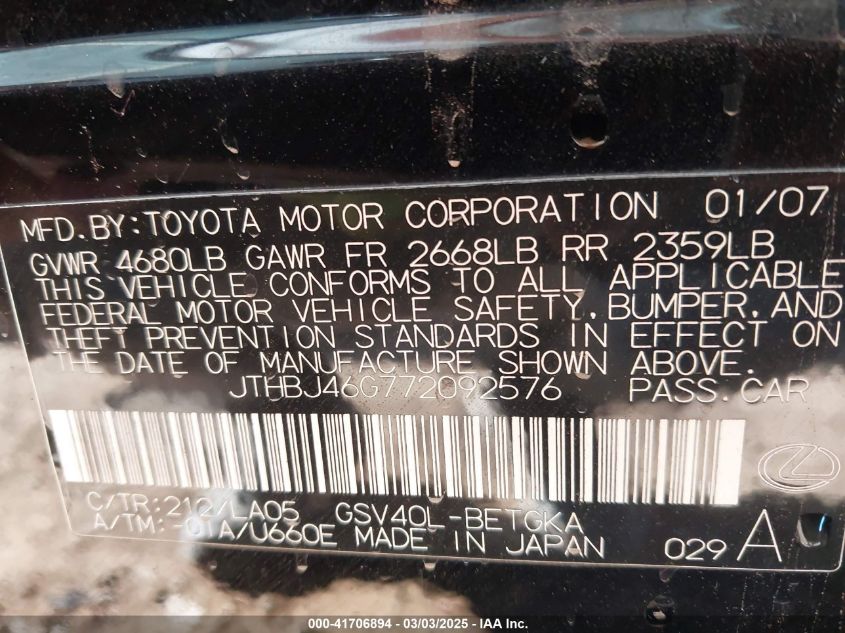 MFD.BY:TOYOTA MOTOR CORPORATION 01/07
GVWR 4680LB GAWR FR 2668LB RR 2359LB
THIS VEHICLE CONFORMS TO ALL APPLICABLE
FEDERAL MOTOR VEHICLE SAFETY,BUMPER,AND
THEFT PREVENTION STANDARDS IN EFFECT ON
THE DATE OF MANUFACTURE SHOWN ABOVE.
JTHBJ46G772092576 PASS.CAR
C/TR:212/LA05 GSV40L-BETGKA
A/TM:-01A/U660E MADE IN JAPAN 029 A
000-41706894 — 03/03/2025 — IAA Inc.